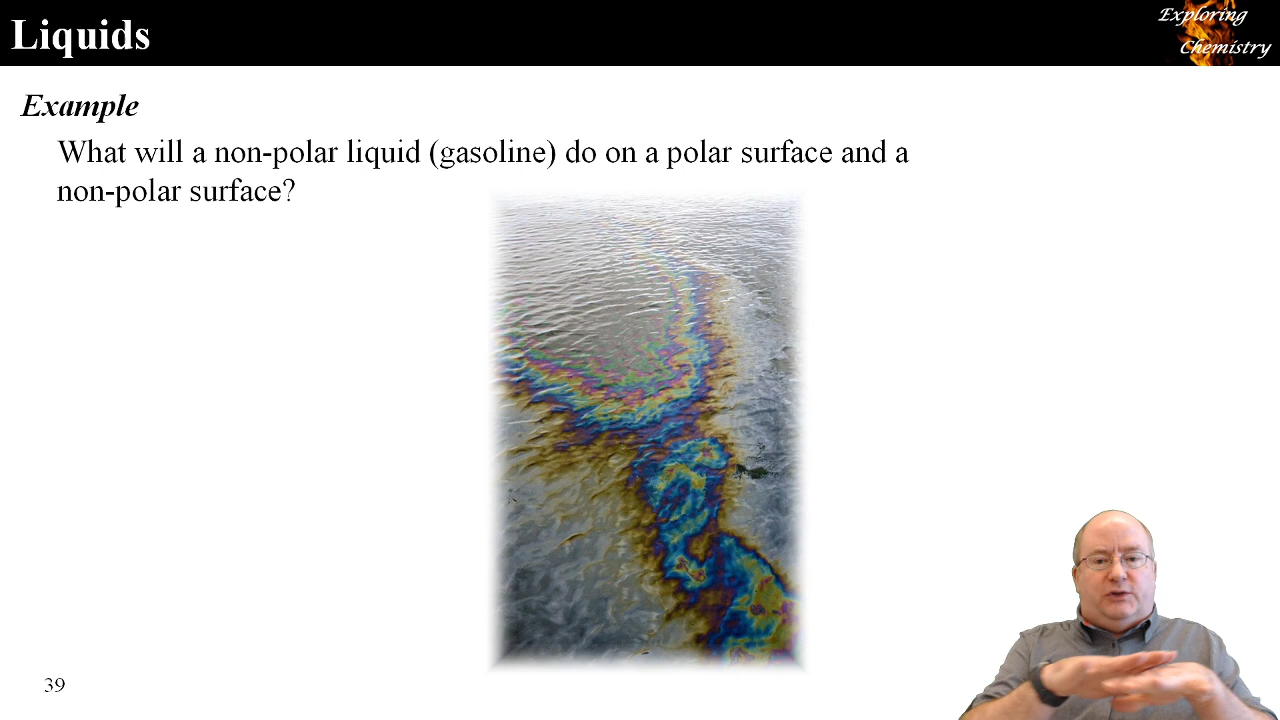 Liquids
Exploring
Chemistry
Example
What will a non-polar liquid (gasoline) do on a polar surface and a
non-polar surface?
39